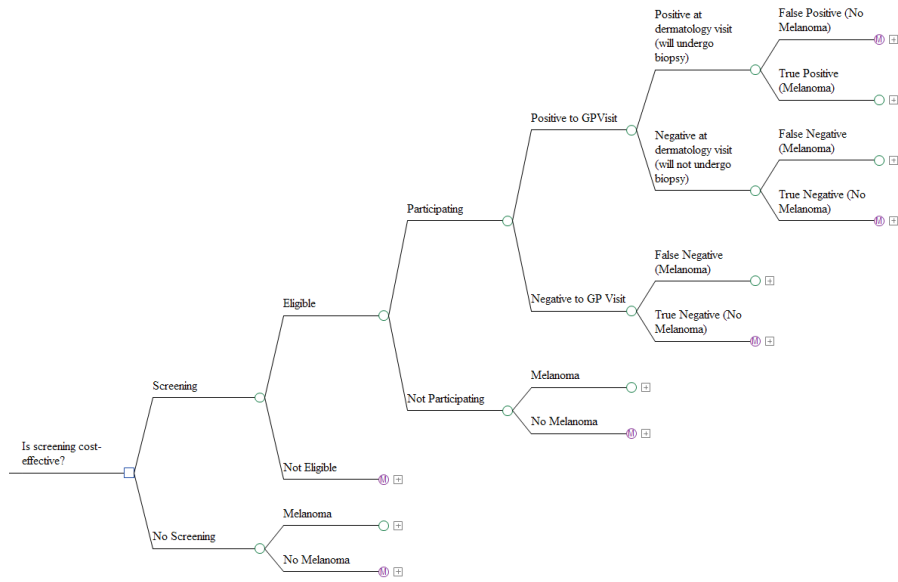 Positive at
dermatology visit
(will undergo
biopsy)
False Positive (No
Melanoma)
M
True Positive
(Melanoma)
Positive to GPVisit
Negative at
dermatology visit
(will not undergo
biopsy)
False Negative
(Melanoma)
True Negative (No
Melanoma)
M
Participating
Negative to GP Visit
False Negative
(Melanoma)
True Negative (No
Melanoma)
M
Eligible
Not Participating
Melanoma
No Melanoma
M
Screening
Not Eligible
M
Is screening cost-
effective?
No Screening
Melanoma
No Melanoma
M